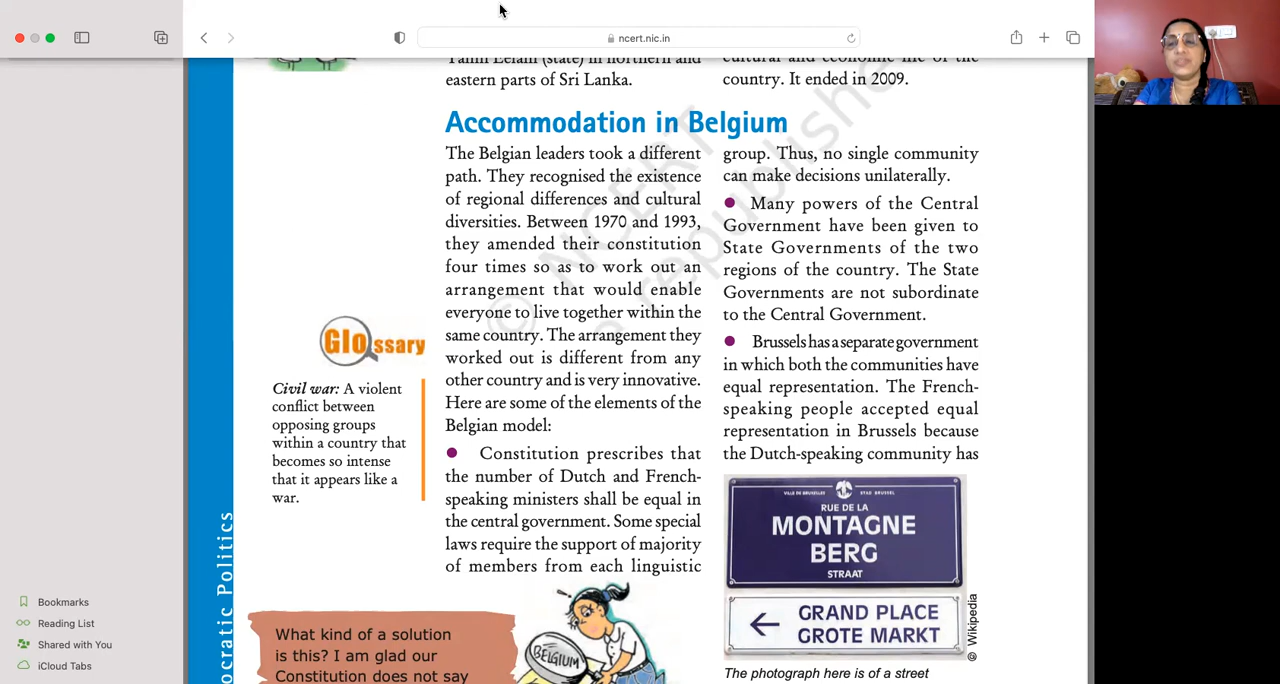 ncert.nic.in
Tamil Eelam (state) in northern and
eastern parts of Sri Lanka.
cultural and economic life of the
country. It ended in 2009.
Accommodation in Belgium
The Belgian leaders took a different
path. They recognised the existence
of regional differences and cultural
diversities. Between 1970 and 1993,
they amended their constitution
four times so as to work out an
arrangement that would enable
everyone to live together within the
same country. The arrangement they
worked out is different from any
other country and is very innovative.
Here are some of the elements of the
Belgian model:
● Constitution prescribes that
the number of Dutch and French-
speaking ministers shall be equal in
the central government. Some special
laws require the support of majority
of members from each linguistic
group. Thus, no single community
can make decisions unilaterally.
● Many powers of the Central
Government have been given to
State Governments of the two
regions of the country. The State
Governments are not subordinate
to the Central Government.
● Brussels has a separate government
in which both the communities have
equal representation. The French-
speaking people accepted equal
representation in Brussels because
the Dutch-speaking community has
Glossary
Civil war: A violent
conflict between
opposing groups
within a country that
becomes so intense
that it appears like a
war.
VILLE DE BRUXELLES STAD BRUSSEL
RUE DE LA
MONTAGNE
BERG
STRAAT
GRAND PLACE
GROTE MARKT
© Wikipedia
The photograph here is of a street
What kind of a solution
is this? I am glad our
Constitution does not say
BELGIUM
ocratic Politics
© NCERT
republished
Bookmarks
Reading List
Shared with You
iCloud Tabs